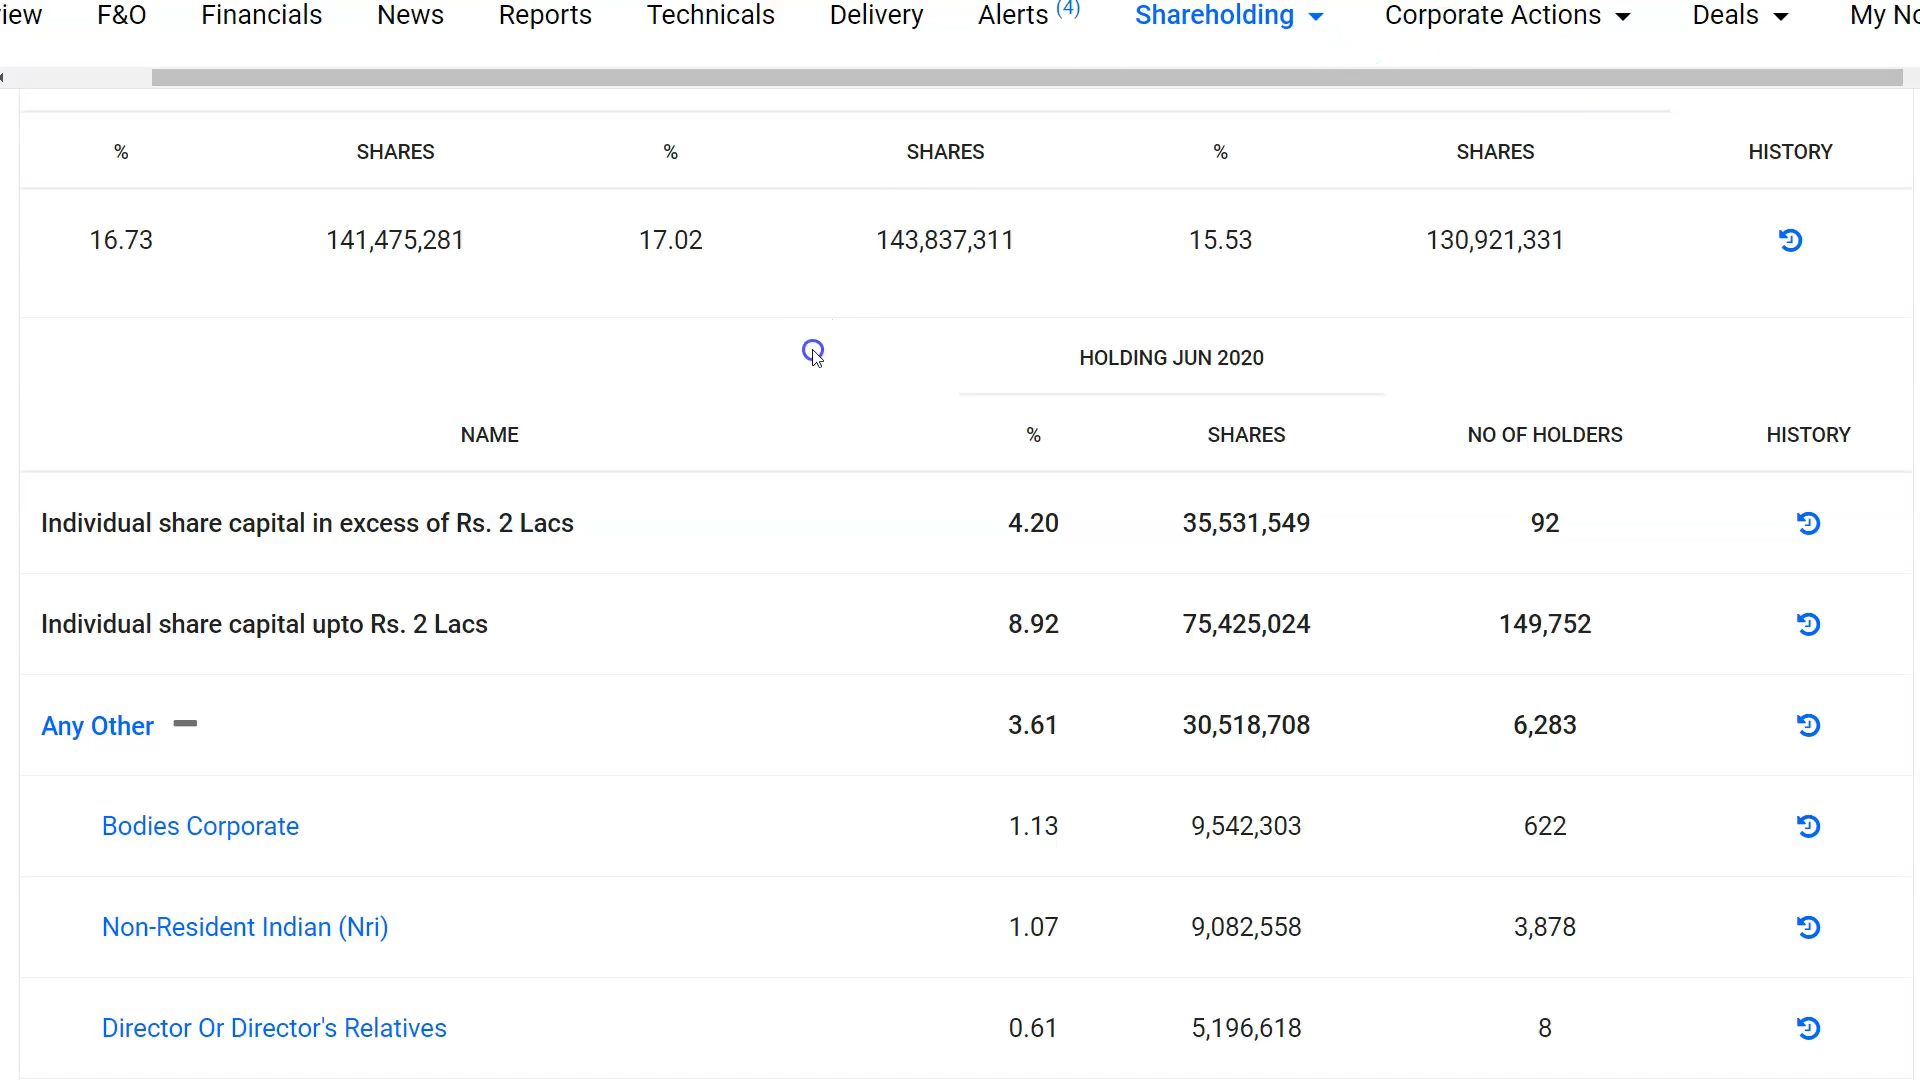 iew F&O Financials News Reports Technicals Delivery Alerts (4) Shareholding Corporate Actions Deals My No
% SHARES % SHARES % SHARES HISTORY
16.73 141,475,281 17.02 143,837,311 15.53 130,921,331
HOLDING JUN 2020
NAME % SHARES NO OF HOLDERS HISTORY
Individual share capital in excess of Rs. 2 Lacs 4.20 35,531,549 92
Individual share capital upto Rs. 2 Lacs 8.92 75,425,024 149,752
Any Other 3.61 30,518,708 6,283
Bodies Corporate 1.13 9,542,303 622
Non-Resident Indian (Nri) 1.07 9,082,558 3,878
Director Or Director's Relatives 0.61 5,196,618 8